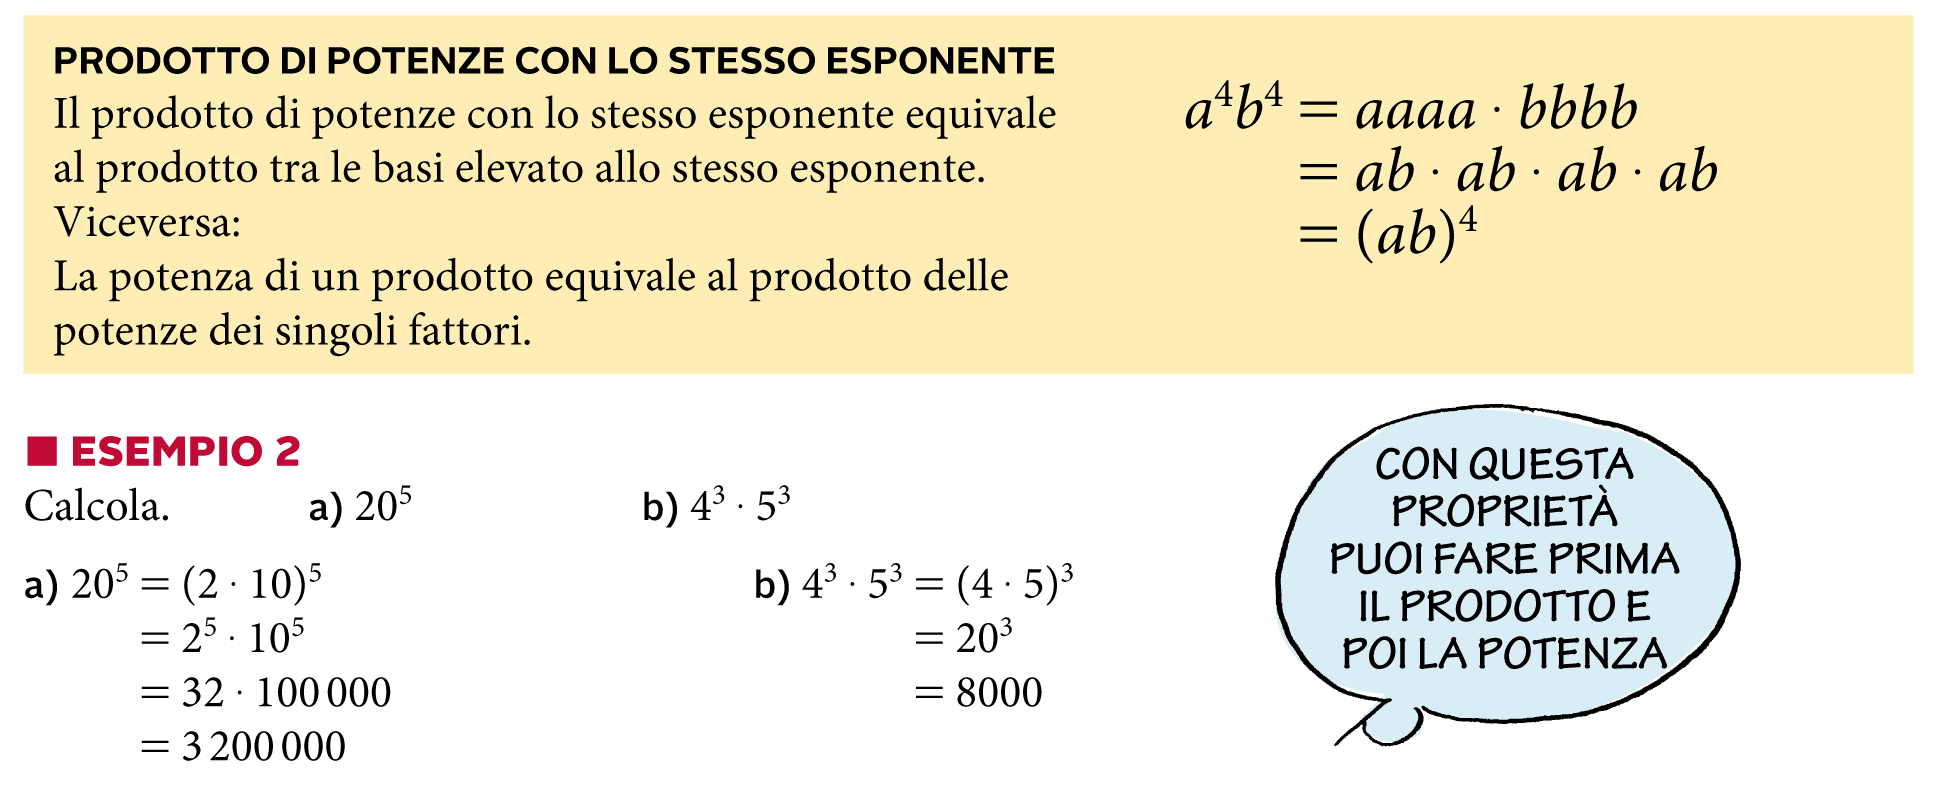 PRODOTTO DI POTENZE CON LO STESSO ESPONENTE
Il prodotto di potenze con lo stesso esponente equivale
al prodotto tra le basi elevato allo stesso esponente.
Viceversa:
La potenza di un prodotto equivale al prodotto delle
potenze dei singoli fattori.
a⁴b⁴ = aaaa · bbbb
= ab · ab · ab · ab
= (ab)⁴
■ ESEMPIO 2
Calcola. a) 20⁵ b) 4³ · 5³
a) 20⁵ = (2 · 10)⁵
= 2⁵ · 10⁵
= 32 · 100 000
= 3 200 000
b) 4³ · 5³ = (4 · 5)³
= 20³
= 8000
CON QUESTA
PROPRIETÀ
PUOI FARE PRIMA
IL PRODOTTO E
POI LA POTENZA